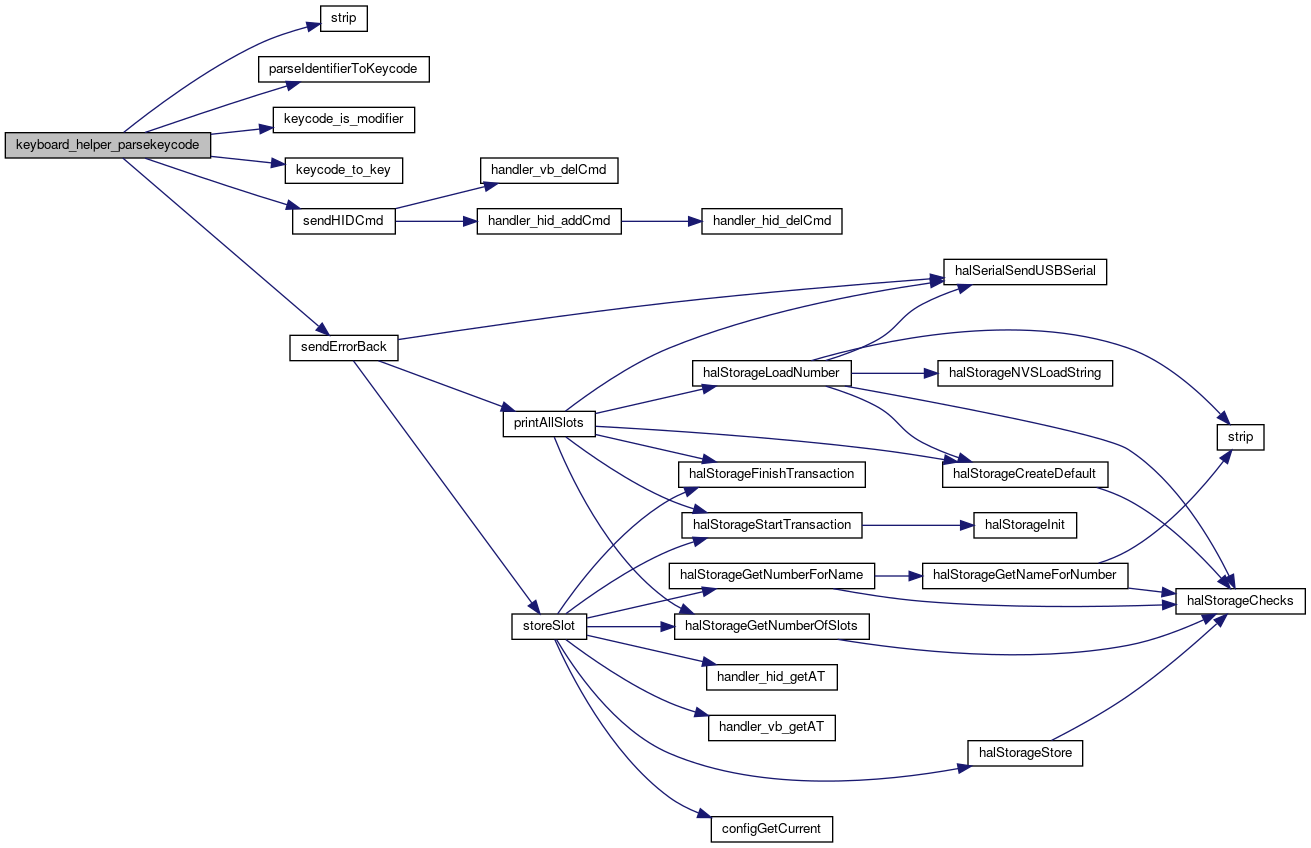 strip
parseIdentifierToKeycode
keycode_is_modifier
keyboard_helper_parsekeycode
keycode_to_key
handler_vb_delCmd
sendHIDCmd
handler_hid_addCmd
handler_hid_delCmd
halSerialSendUSBSerial
sendErrorBack
halStorageLoadNumber
halStorageNVSLoadString
printAllSlots
strip
halStorageFinishTransaction
halStorageCreateDefault
halStorageStartTransaction
halStorageInit
halStorageGetNumberForName
halStorageGetNameForNumber
halStorageChecks
storeSlot
halStorageGetNumberOfSlots
handler_hid_getAT
handler_vb_getAT
halStorageStore
configGetCurrent